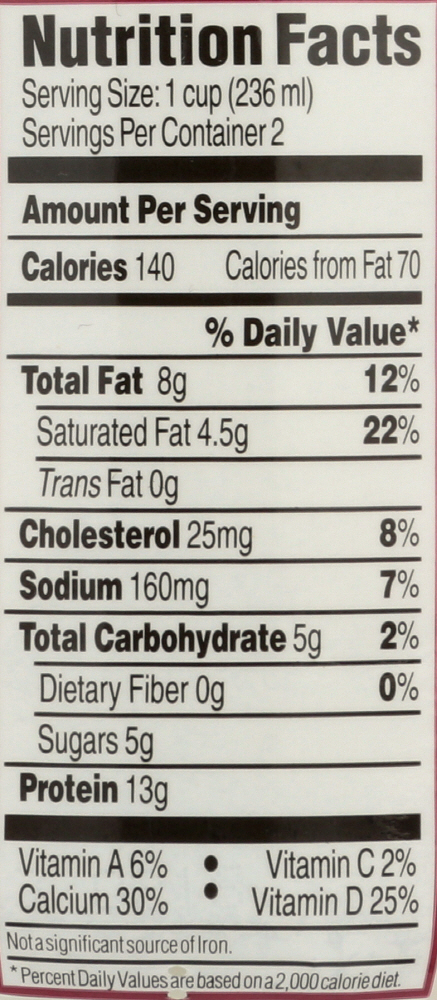 Nutrition Facts
Serving Size: 1 cup (236 ml)
Servings Per Container 2
Amount Per Serving
Calories 140 Calories from Fat 70
% Daily Value*
Total Fat 8g 12%
Saturated Fat 4.5g 22%
Trans Fat 0g
Cholesterol 25mg 8%
Sodium 160mg 7%
Total Carbohydrate 5g 2%
Dietary Fiber 0g 0%
Sugars 5g
Protein 13g
Vitamin A 6% • Vitamin C 2%
Calcium 30% • Vitamin D 25%
Not a significant source of Iron.
* Percent Daily Values are based on a 2,000 calorie diet.